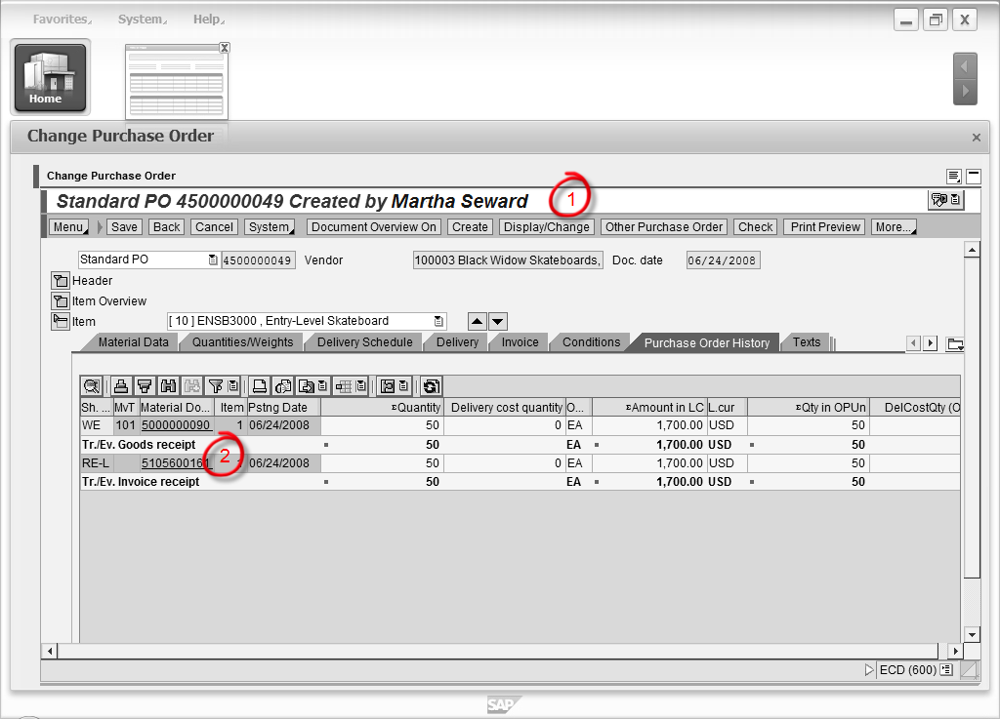 Favorites System Help
Home
Change Purchase Order
Change Purchase Order
Standard PO 4500000049 Created by Martha Seward
1
Menu Save Back Cancel System Document Overview On Create Display/Change Other Purchase Order Check Print Preview More...
Standard PO 4500000049 Vendor 100003 Black Widow Skateboards, Doc. date 06/24/2008
Header
Item Overview
Item [ 10 ] ENSB3000 , Entry-Level Skateboard
Material Data Quantities/Weights Delivery Schedule Delivery Invoice Conditions Purchase Order History Texts
Sh. ... MvT Material Do... Item Pstng Date ΣQuantity Delivery cost quantity O... ΣAmount in LC L.cur ΣQty in OPUn DelCostQty (O
WE 101 5000000090 1 06/24/2008 50 0 EA 1,700.00 USD 50
Tr./Ev. Goods receipt 50 EA 1,700.00 USD 50
RE-L 5105600161 2 06/24/2008 50 0 EA 1,700.00 USD 50
Tr./Ev. Invoice receipt 50 EA 1,700.00 USD 50
ECD (600)
SAP